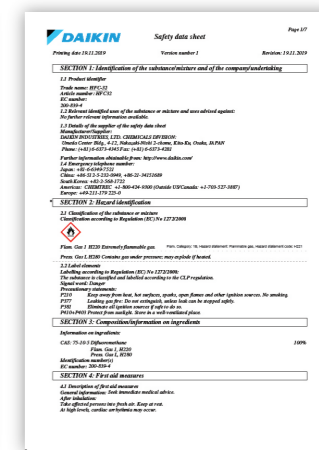 Page 1/7
DAIKIN
Safety data sheet
Printing date 19.11.2019 Version number 1 Revision: 19.11.2019
SECTION 1: Identification of the substance/mixture and of the company/undertaking
1.1 Product identifier
Trade name: HFC-32
Article number: HFC32
EC number:
200-839-4
1.2 Relevant identified uses of the substance or mixture and uses advised against:
No further relevant information available.
1.3 Details of the supplier of the safety data sheet
Manufacturer/Supplier:
DAIKIN INDUSTRIES, LTD. CHEMICALS DIVISION:
Umeda Center Bldg., 4-12, Nakazaki-Nishi 2-chome, Kita-Ku, Osaka, JAPAN
Phone: (+81) 6-6373-4345 Fax: (+81) 6-6373-4281
Further information obtainable from: http://www.daikin.com/
1.4 Emergency telephone number:
Japan: +81-6-6349-7521
China: +86-512-5-232-0949, +86-21-34151689
South Korea: +82-2-568-1722
Americas: CHEMTREC +1-800-424-9300 (Outside US/Canada: +1-703-527-3887)
Europe: +49-211-179 225-0
* SECTION 2: Hazard identification
2.1 Classification of the substance or mixture
Classification according to Regulation (EC) No 1272/2008
Flam. Gas 1 H220 Extremely flammable gas. Flam. Category: 1B, Hazard statement: Flammable gas, Hazard statement code: H221
Press. Gas L H280 Contains gas under pressure; may explode if heated.
2.2 Label elements
Labelling according to Regulation (EC) No 1272/2008:
The substance is classified and labelled according to the CLP regulation.
Signal word: Danger
Precautionary statements:
P210 Keep away from heat, hot surfaces, sparks, open flames and other ignition sources. No smoking.
P377 Leaking gas fire: Do not extinguish, unless leak can be stopped safely.
P381 Eliminate all ignition sources if safe to do so.
P410+P403 Protect from sunlight. Store in a well-ventilated place.
SECTION 3: Composition/information on ingredients
Information on ingredients:
CAS: 75-10-5 Difluoromethane 100%
Flam. Gas 1, H220
Press. Gas L, H280
Identification number(s)
EC number: 200-839-4
SECTION 4: First aid measures
4.1 Description of first aid measures
General information: Seek immediate medical advice.
After inhalation:
Take affected persons into fresh air. Keep at rest.
At high levels, cardiac arrhythmia may occur.